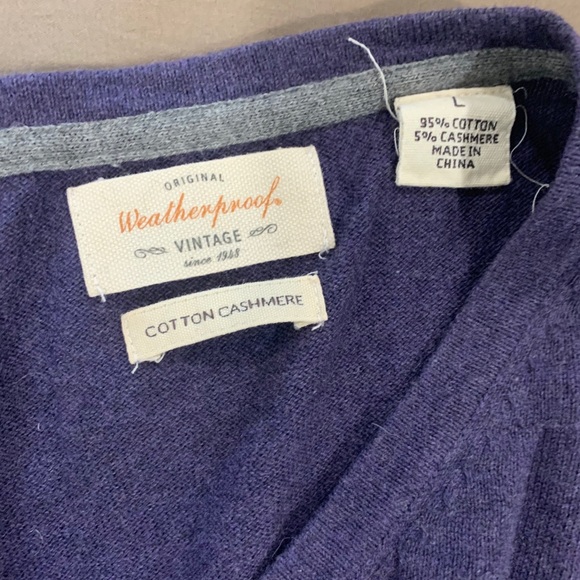 ORIGINAL
Weatherproof®
VINTAGE
since 1948
COTTON CASHMERE
L
95% COTTON
5% CASHMERE
MADE IN
CHINA